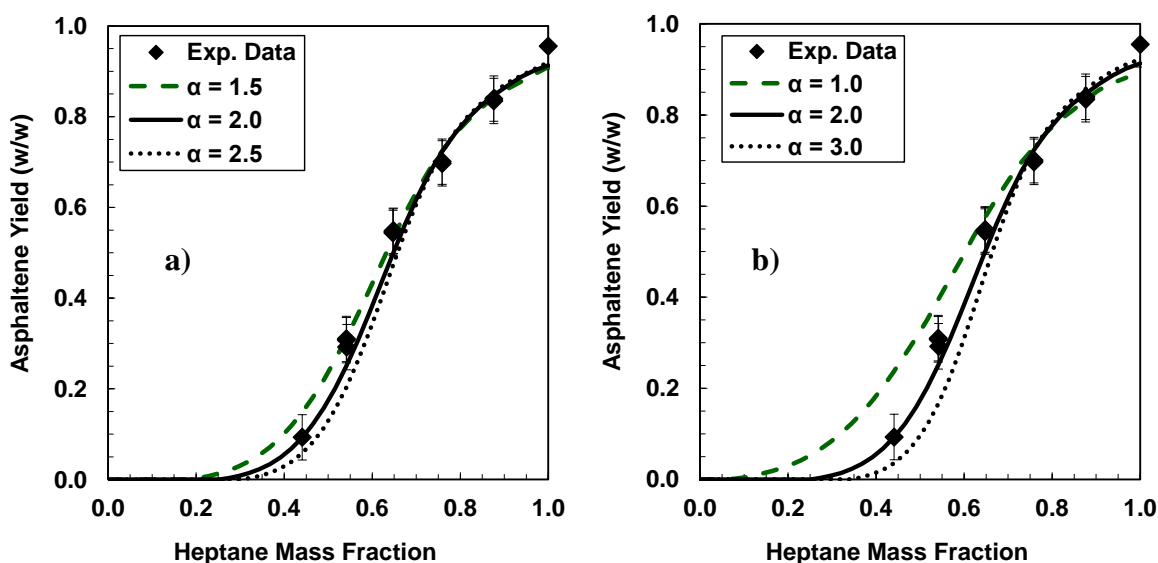 1.0
0.8
0.6
0.4
0.2
0.0
Asphaltene Yield (w/w)
Exp. Data
α = 1.5
α = 2.0
α = 2.5
a)
0.0 0.2 0.4 0.6 0.8 1.0
Heptane Mass Fraction
1.0
0.8
0.6
0.4
0.2
0.0
Asphaltene Yield (w/w)
Exp. Data
α = 1.0
α = 2.0
α = 3.0
b)
0.0 0.2 0.4 0.6 0.8 1.0
Heptane Mass Fraction